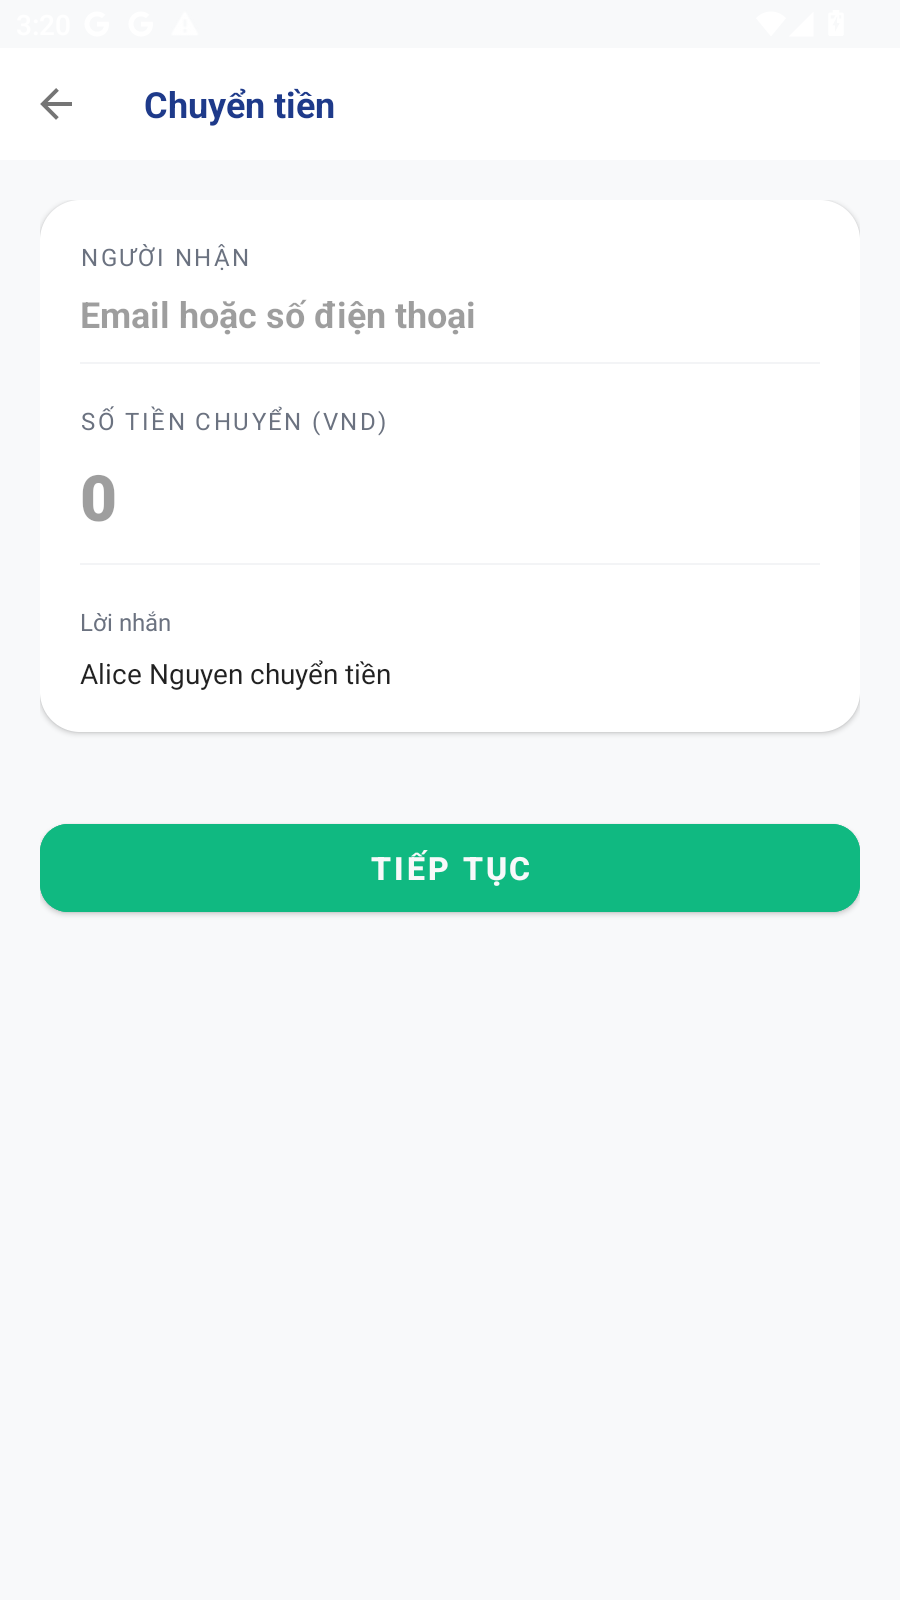 3:20
Chuyển tiền
NGƯỜI NHẬN
Email hoặc số điện thoại
SỐ TIỀN CHUYỂN (VND)
0
Lời nhắn
Alice Nguyen chuyển tiền
TIẾP TỤC